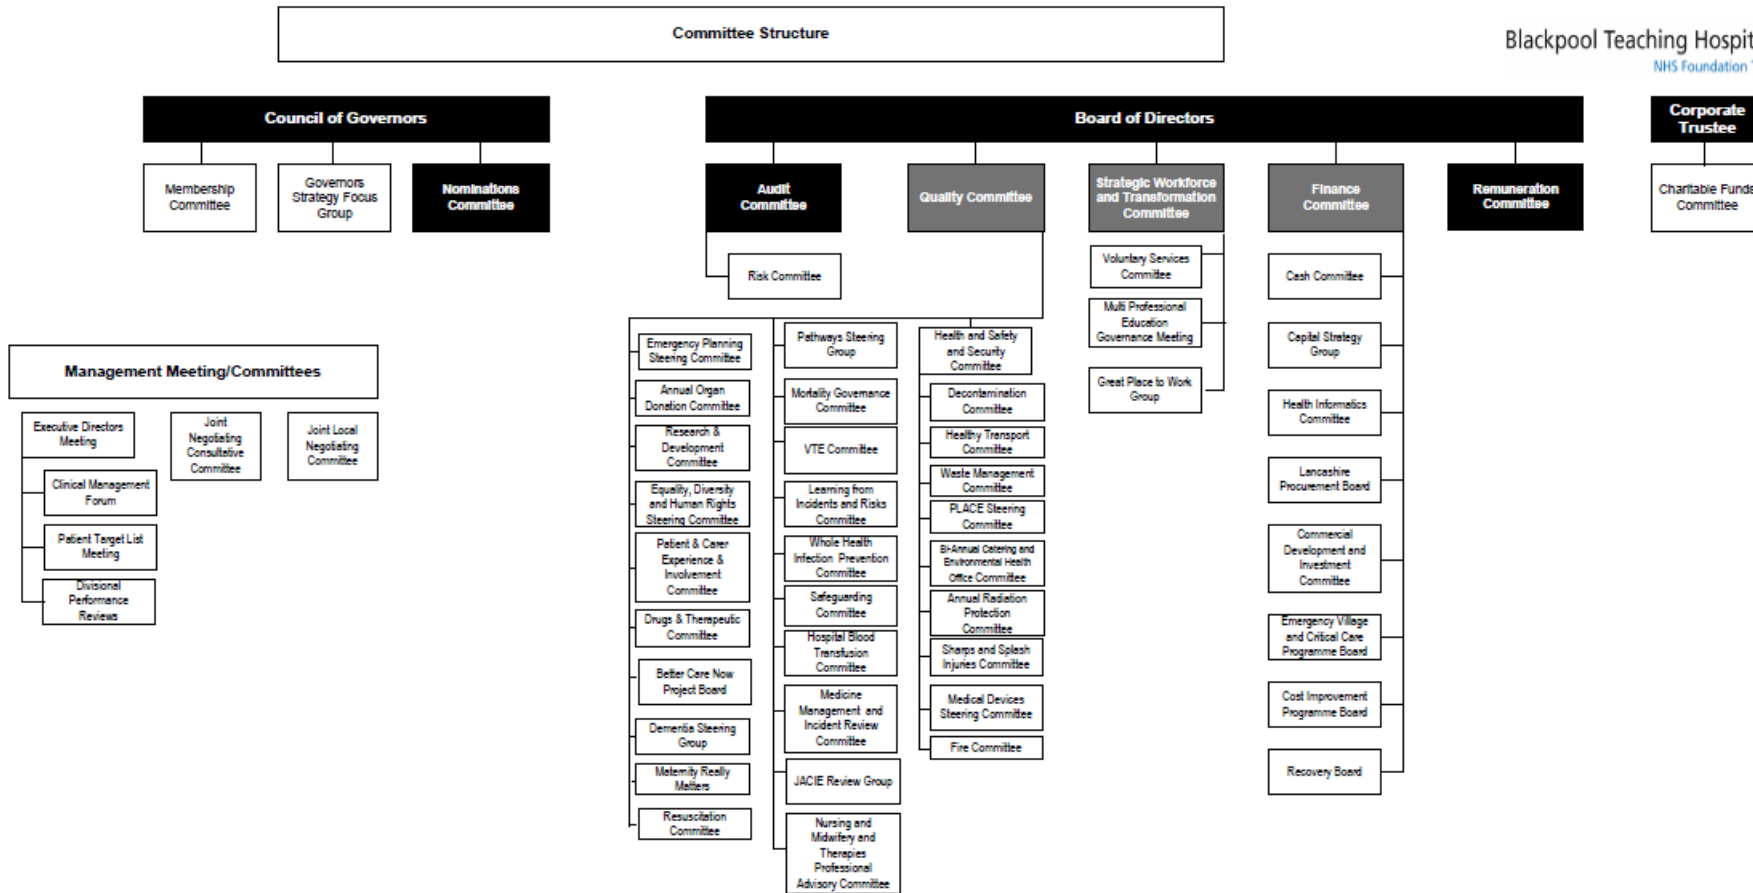 Committee Structure
Blackpool Teaching Hospit
NHS Foundation T
Council of Governors
Board of Directors
Corporate
Trustee
Membership
Committee
Governors
Strategy Focus
Group
Nominations
Committee
Audit
Committee
Quality Committee
Strategic Workforce
and Transformation
Committee
Finance
Committee
Remuneration
Committee
Charitable Funds
Committee
Risk Committee
Voluntary Services
Committee
Multi Professional
Education
Governance Meeting
Great Place to Work
Group
Cash Committee
Capital Strategy
Group
Health Informatics
Committee
Lancashire
Procurement Board
Commercial
Development and
Investment
Committee
Emergency Village
and Critical Care
Programme Board
Cost Improvement
Programme Board
Recovery Board
Management Meeting/Committees
Executive Directors
Meeting
Joint
Negotiating
Consultative
Committee
Joint Local
Negotiating
Committee
Clinical Management
Forum
Patient Target List
Meeting
Divisional
Performance
Reviews
Emergency Planning
Steering Committee
Annual Organ
Donation Committee
Research &
Development
Committee
Equality, Diversity
and Human Rights
Steering Committee
Patient & Carer
Experience &
Involvement
Committee
Drugs & Therapeutic
Committee
Better Care Now
Project Board
Dementia Steering
Group
Maternity Really
Matters
Resuscitation
Committee
Pathways Steering
Group
Mortality Governance
Committee
VTE Committee
Learning from
Incidents and Risks
Committee
Whole Health
Infection Prevention
Committee
Safeguarding
Committee
Hospital Blood
Transfusion
Committee
Medicine
Management and
Incident Review
Committee
JACIE Review Group
Nursing and
Midwifery and
Therapies
Professional
Advisory Committee
Health and Safety
and Security
Committee
Decontamination
Committee
Healthy Transport
Committee
Waste Management
Committee
PLACE Steering
Committee
Bi-Annual Catering and
Environmental Health
Office Committee
Annual Radiation
Protection
Committee
Sharps and Splash
Injuries Committee
Medical Devices
Steering Committee
Fire Committee